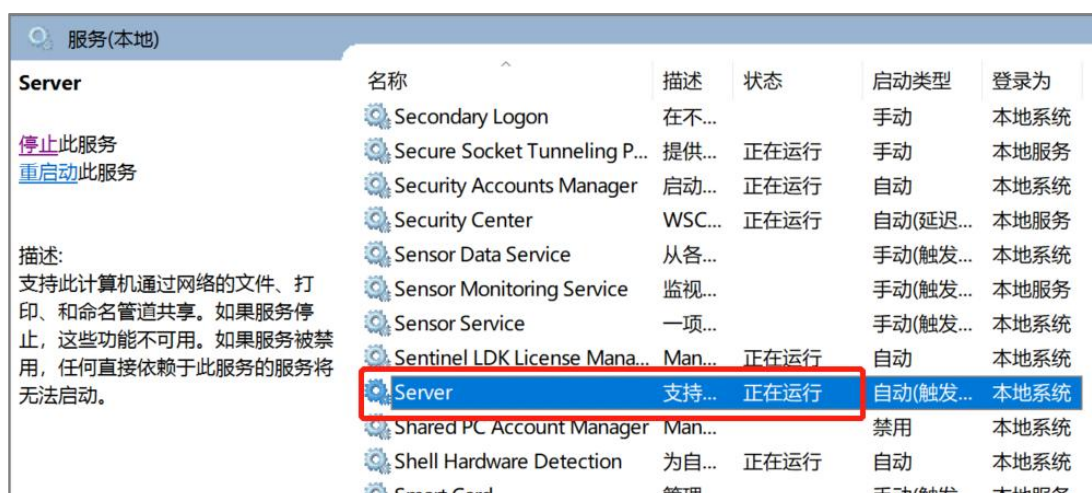 服务(本地)
Server
停止此服务
重启动此服务
描述:
支持此计算机通过网络的文件、打
印、和命名管道共享。如果服务停
止，这些功能不可用。如果服务被禁
用，任何直接依赖于此服务的服务将
无法启动。
名称 描述 状态 启动类型 登录为
Secondary Logon 在不... 手动 本地系统
Secure Socket Tunneling P... 提供... 正在运行 手动 本地服务
Security Accounts Manager 启动... 正在运行 自动 本地系统
Security Center WSC... 正在运行 自动(延迟... 本地服务
Sensor Data Service 从各... 手动(触发... 本地系统
Sensor Monitoring Service 监视... 手动(触发... 本地服务
Sensor Service 一项... 手动(触发... 本地系统
Sentinel LDK License Mana... Man... 正在运行 自动 本地系统
Server 支持... 正在运行 自动(触发... 本地系统
Shared PC Account Manager Man... 禁用 本地系统
Shell Hardware Detection 为自... 正在运行 自动 本地系统
Smart Card 管理... 手动(触发... 本地服务